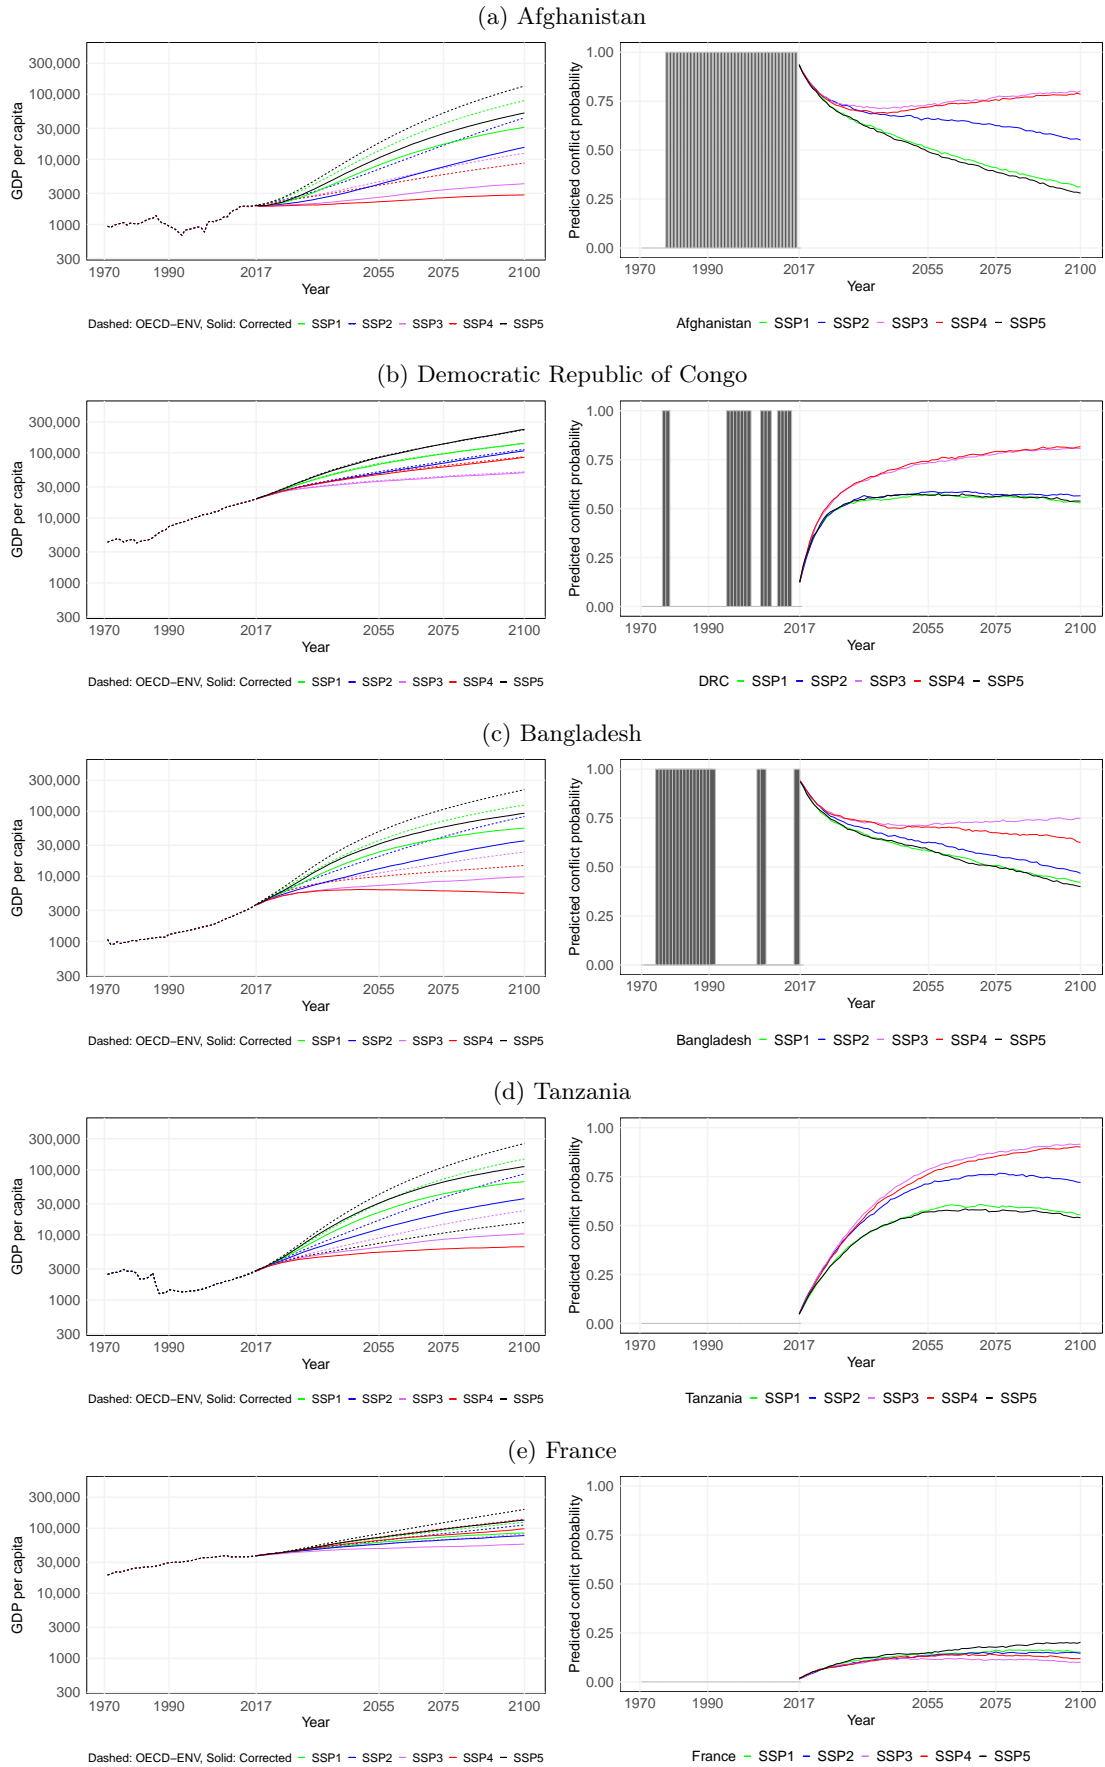 (a) Afghanistan
GDP per capita
300,000
100,000
30,000
10,000
3000
1000
300
1970 1990 2017 2055 2075 2100
Year
Dashed: OECD−ENV, Solid: Corrected SSP1 SSP2 SSP3 SSP4 SSP5
Predicted conflict probability
1.00
0.75
0.50
0.25
0.00
1970 1990 2017 2055 2075 2100
Year
Afghanistan SSP1 SSP2 SSP3 SSP4 SSP5
(b) Democratic Republic of Congo
GDP per capita
300,000
100,000
30,000
10,000
3000
1000
300
1970 1990 2017 2055 2075 2100
Year
Dashed: OECD−ENV, Solid: Corrected SSP1 SSP2 SSP3 SSP4 SSP5
Predicted conflict probability
1.00
0.75
0.50
0.25
0.00
1970 1990 2017 2055 2075 2100
Year
DRC SSP1 SSP2 SSP3 SSP4 SSP5
(c) Bangladesh
GDP per capita
300,000
100,000
30,000
10,000
3000
1000
300
1970 1990 2017 2055 2075 2100
Year
Dashed: OECD−ENV, Solid: Corrected SSP1 SSP2 SSP3 SSP4 SSP5
Predicted conflict probability
1.00
0.75
0.50
0.25
0.00
1970 1990 2017 2055 2075 2100
Year
Bangladesh SSP1 SSP2 SSP3 SSP4 SSP5
(d) Tanzania
GDP per capita
300,000
100,000
30,000
10,000
3000
1000
300
1970 1990 2017 2055 2075 2100
Year
Dashed: OECD−ENV, Solid: Corrected SSP1 SSP2 SSP3 SSP4 SSP5
Predicted conflict probability
1.00
0.75
0.50
0.25
0.00
1970 1990 2017 2055 2075 2100
Year
Tanzania SSP1 SSP2 SSP3 SSP4 SSP5
(e) France
GDP per capita
300,000
100,000
30,000
10,000
3000
1000
300
1970 1990 2017 2055 2075 2100
Year
Dashed: OECD−ENV, Solid: Corrected SSP1 SSP2 SSP3 SSP4 SSP5
Predicted conflict probability
1.00
0.75
0.50
0.25
0.00
1970 1990 2017 2055 2075 2100
Year
France SSP1 SSP2 SSP3 SSP4 SSP5